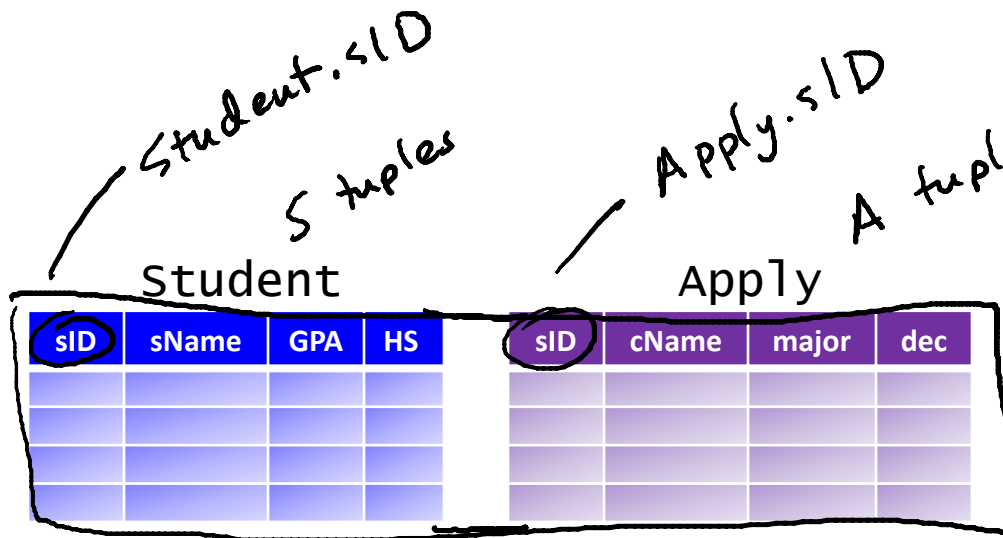 Student.sID
S tuples
Apply.sID
A tupl
Student
Apply
sID sName GPA HS
sID cName major dec